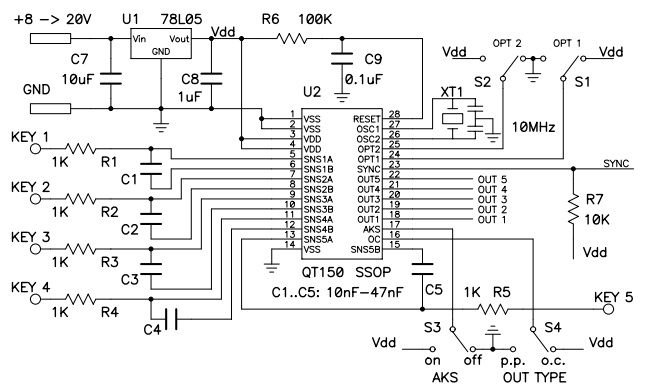 +8 -> 20V
U1 78L05
Vin Vout
GND
Vdd
R6 100K
C7
10uF
C8
1uF
C9
0.1uF
GND
OPT 2 OPT 1
Vdd Vdd
S2 S1
U2
XT1
10MHz
1 VSS RESET 28
2 VSS OSC1 27
3 VDD OSC2 26
4 VDD OPT2 25
5 SNS1A OPT1 24
6 SNS1B SYNC 23
7 SNS2A OUT5 22
8 SNS2B OUT4 21
9 SNS3A OUT3 20
10 SNS3B OUT2 19
11 SNS4A OUT1 18
12 SNS4B AKS 17
13 SNS5A OC 16
14 VSS SNS5B 15
SYNC
OUT 5
OUT 4
OUT 3
OUT 2
OUT 1
R7
10K
Vdd
KEY 1
1K R1
C1
KEY 2
1K R2
C2
KEY 3
1K R3
C3
KEY 4
1K R4
C4
QT150 SSOP
C1..C5: 10nF-47nF
C5
1K R5
KEY 5
S3 S4
Vdd Vdd
on off p.p. o.c.
AKS OUT TYPE